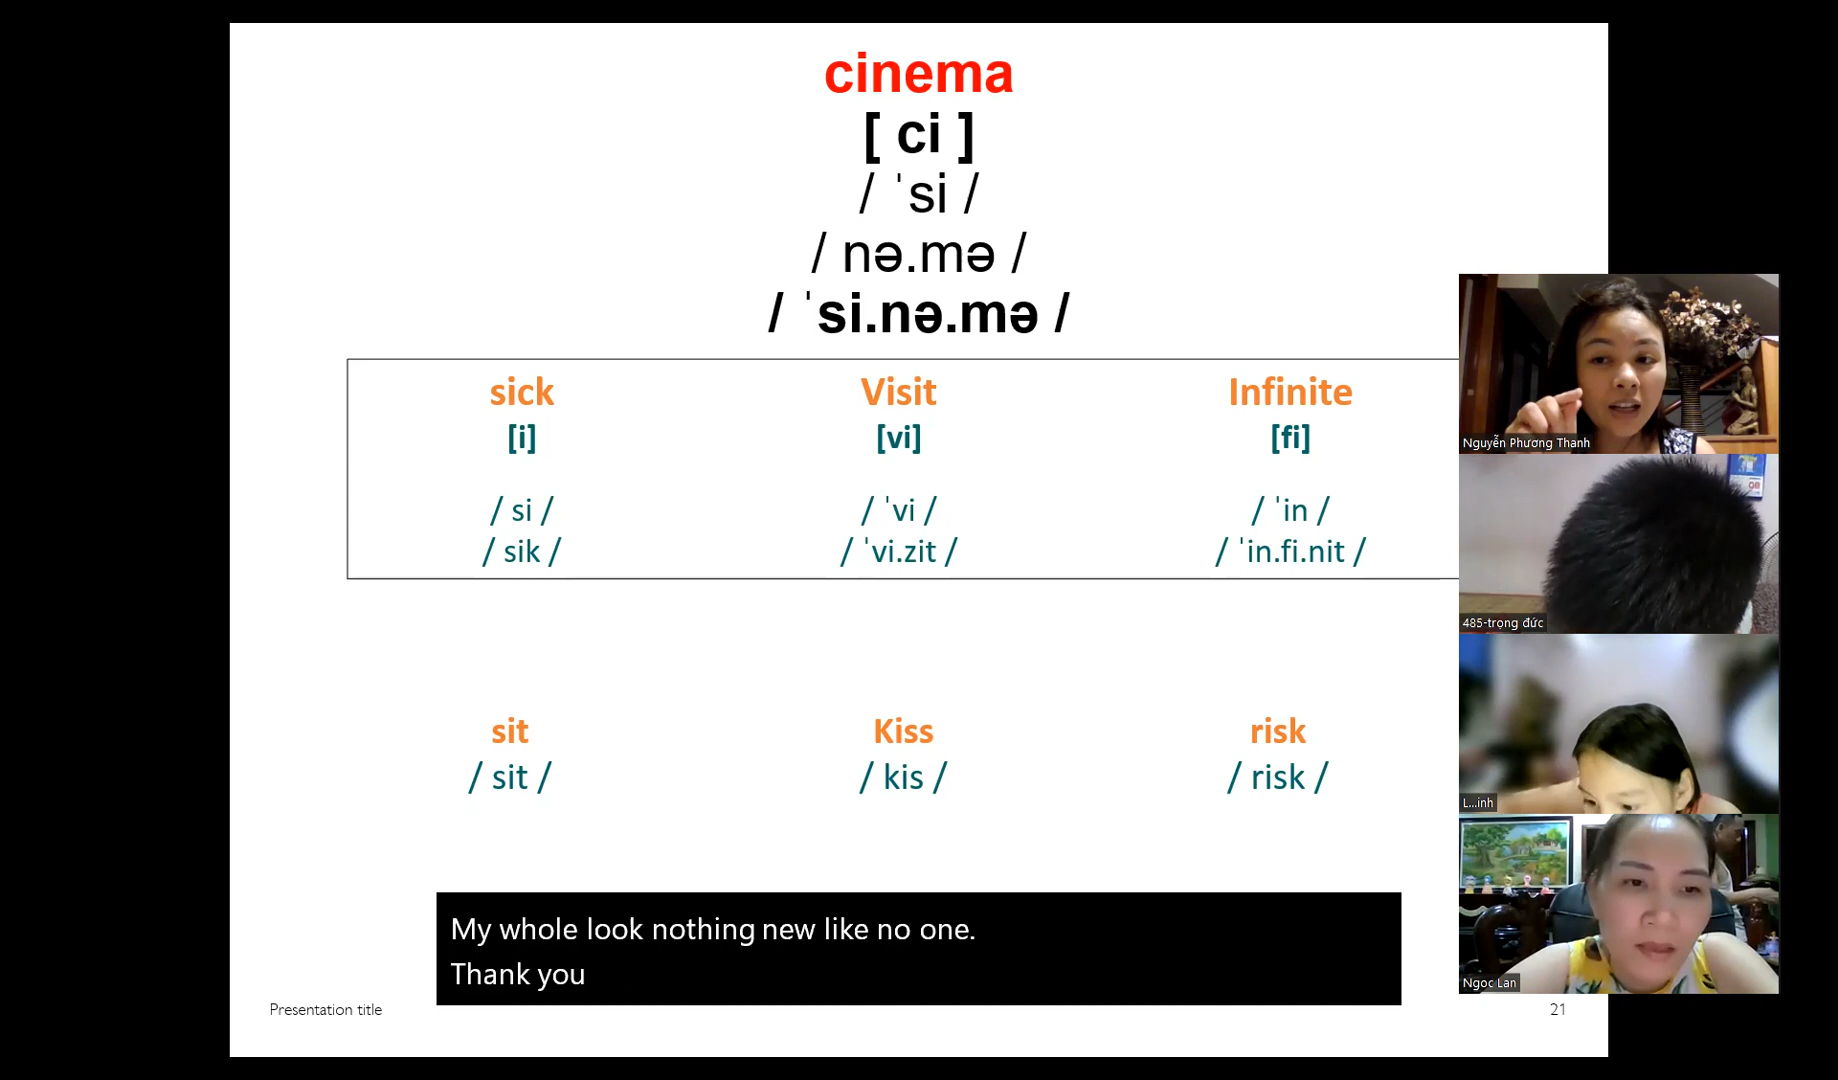 cinema
[ ci ]
/ ˈsi /
/ nə.mə /
/ ˈsi.nə.mə /
sick Visit Infinite
[i] [vi] [fi]
/ si / / ˈvi / / ˈin /
/ sik / / ˈvi.zit / / ˈin.fi.nit /
sit Kiss risk
/ sit / / kis / / risk /
My whole look nothing new like no one.
Thank you
Presentation title
21
Nguyễn Phương Thanh
485-trọng đức
L...inh
Ngoc Lan